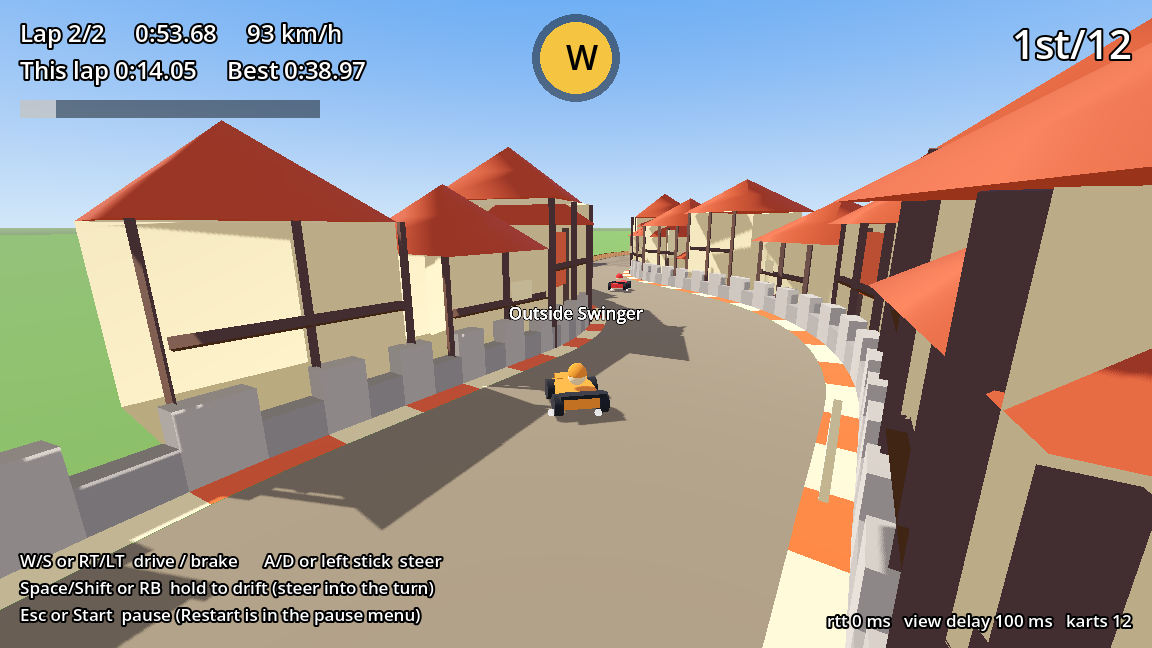 Lap 2/2 0:53.68 93 km/h
This lap 0:14.05 Best 0:38.97
W
1st/12
Outside Swinger
W/S or RT/LT drive / brake A/D or left stick steer
Space/Shift or RB hold to drift (steer into the turn)
Esc or Start pause (Restart is in the pause menu)
rtt 0 ms view delay 100 ms karts 12